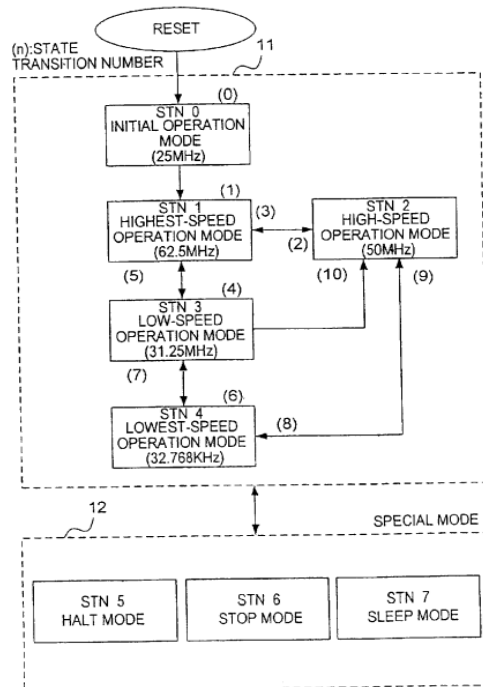 RESET
(n):STATE
TRANSITION NUMBER
11
(0)
STN 0
INITIAL OPERATION
MODE
(25MHz)
(1)
STN 1
HIGHEST-SPEED
OPERATION MODE
(62.5MHz)
(3)
(2)
STN 2
HIGH-SPEED
OPERATION MODE
(50MHz)
(5)
(4)
(10)
(9)
STN 3
LOW-SPEED
OPERATION MODE
(31.25MHz)
(7)
(6)
STN 4
LOWEST-SPEED
OPERATION MODE
(32.768KHz)
(8)
12
SPECIAL MODE
STN 5
HALT MODE
STN 6
STOP MODE
STN 7
SLEEP MODE